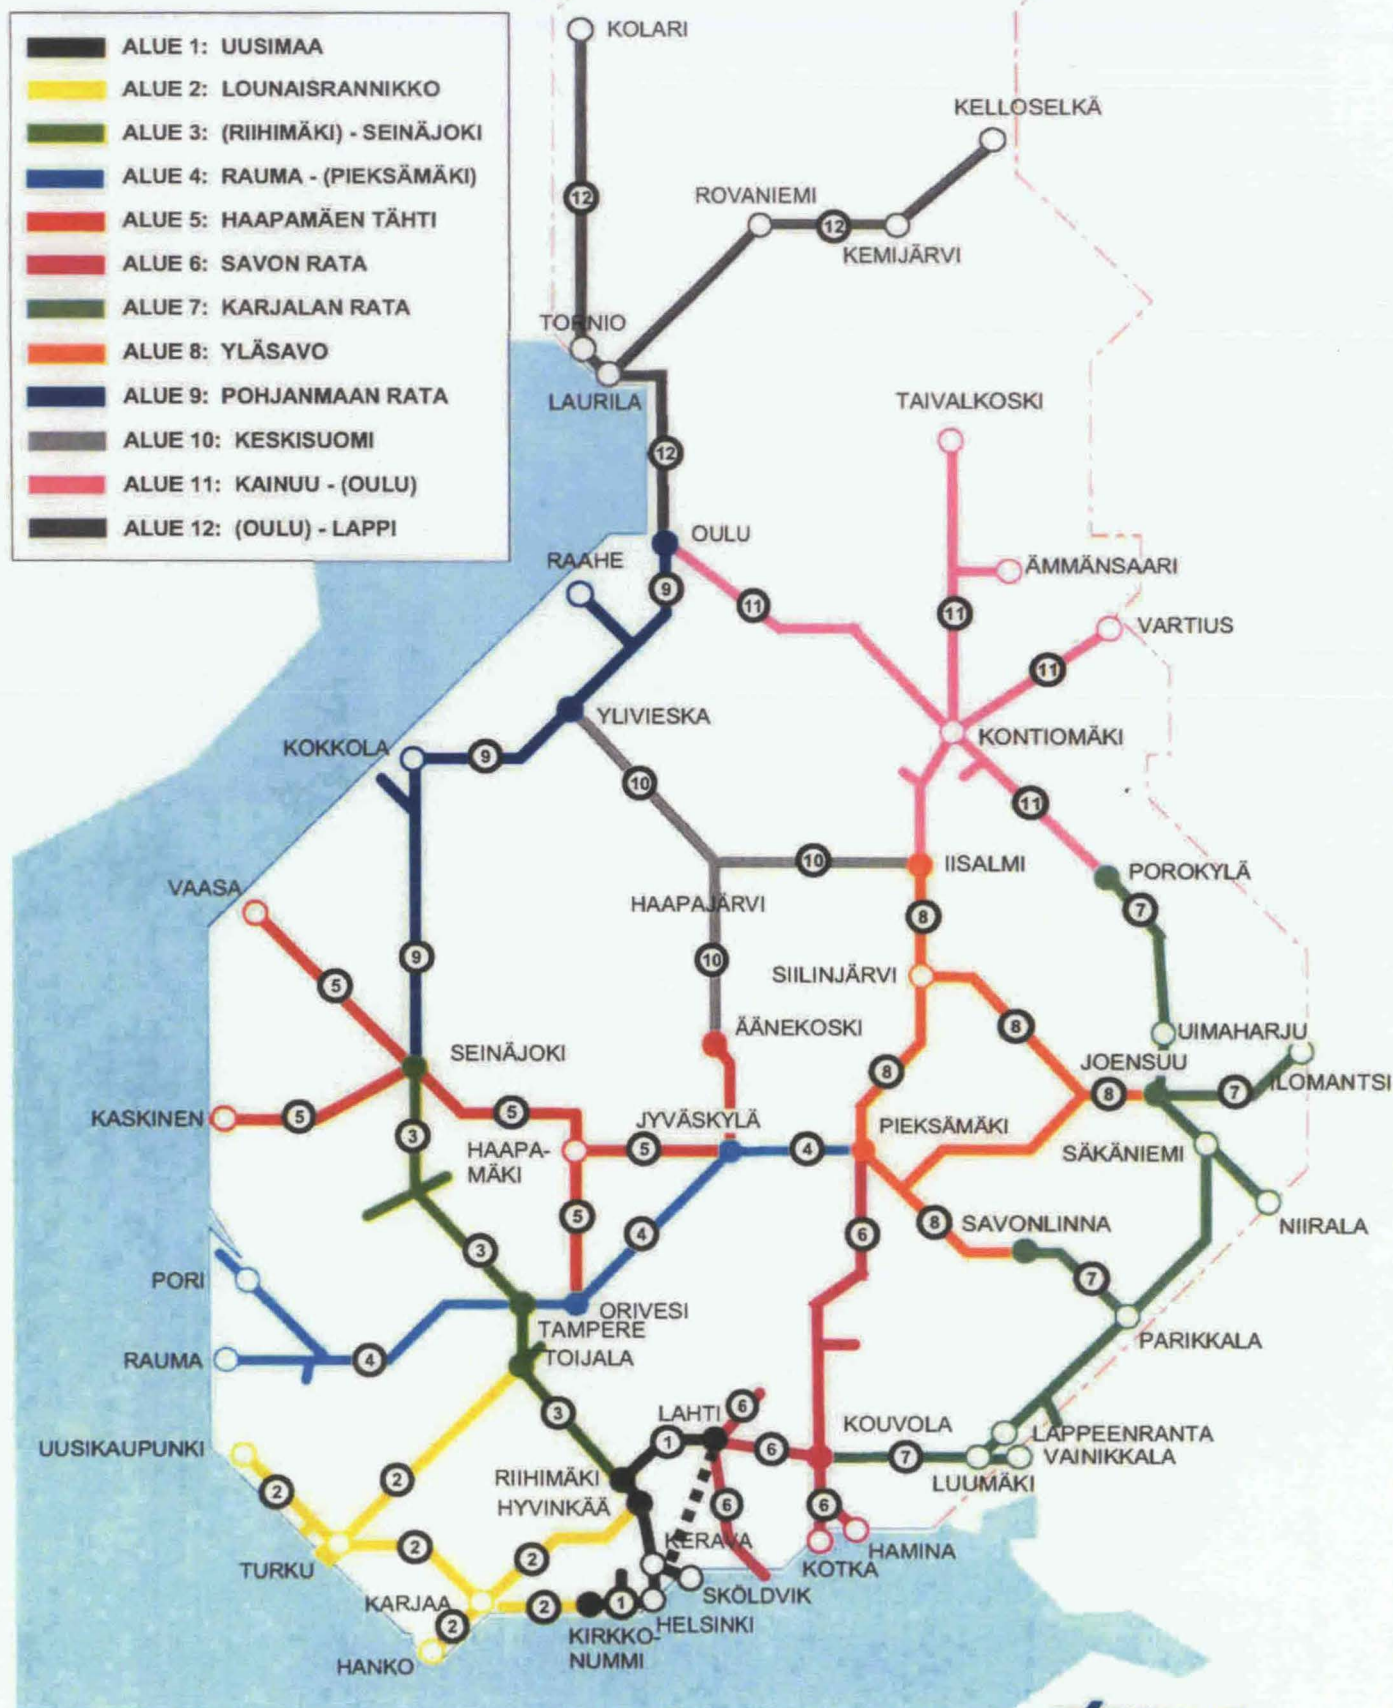 ALUE 1: UUSIMAA
ALUE 2: LOUNAISRANNIKKO
ALUE 3: (RIIHIMÄKI) - SEINÄJOKI
ALUE 4: RAUMA - (PIEKSÄMÄKI)
ALUE 5: HAAPAMÄEN TÄHTI
ALUE 6: SAVON RATA
ALUE 7: KARJALAN RATA
ALUE 8: YLÄSAVO
ALUE 9: POHJANMAAN RATA
ALUE 10: KESKISUOMI
ALUE 11: KAINUU - (OULU)
ALUE 12: (OULU) - LAPPI
KOLARI
KELLOSELKÄ
12
ROVANIEMI
12
KEMIJÄRVI
TORNIO
LAURILA
TAIVALKOSKI
12
OULU
RAAHE
ÄMMÄNSAARI
9
11
11
VARTIUS
11
YLIVIESKA
KONTIOMÄKI
KOKKOLA
9
10
11
10
IISALMI
POROKYLÄ
VAASA
HAAPAJÄRVI
8
7
9
10
SIILINJÄRVI
5
8
ÄÄNEKOSKI
UIMAHARJU
SEINÄJOKI
8
JOENSUU
8
7
ILOMANTSI
KASKINEN
5
5
3
JYVÄSKYLÄ
PIEKSÄMÄKI
HAAPA-
MÄKI
5
4
SÄKÄNIEMI
5
4
6
8
SAVONLINNA
NIIRALA
3
7
PORI
ORIVESI
TAMPERE
PARIKKALA
RAUMA
4
TOIJALA
3
LAHTI
6
KOUVOLA
LAPPEENRANTA
UUSIKAUPUNKI
1
6
7
VAINIKKALA
LUUMÄKI
RIIHIMÄKI
2
2
HYVINKÄÄ
6
6
KERAVA
HAMINA
TURKU
2
2
KOTKA
SKÖLDVIK
KARJAA
2
1
HELSINKI
2
KIRKKO-
NUMMI
HANKO